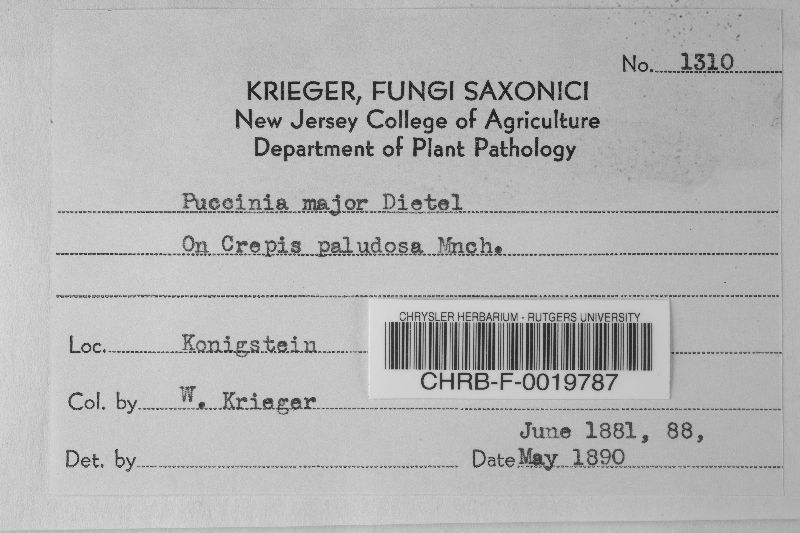 No. 1310
KRIEGER, FUNGI SAXONICI
New Jersey College of Agriculture
Department of Plant Pathology
Puccinia major Dietel
On Crepis paludosa Mnch.
CHRYSLER HERBARIUM - RUTGERS UNIVERSITY
CHRB-F-0019787
Loc. Konigstein
Col. by W. Krieger
June 1881, 88,
Det. by Date May 1890